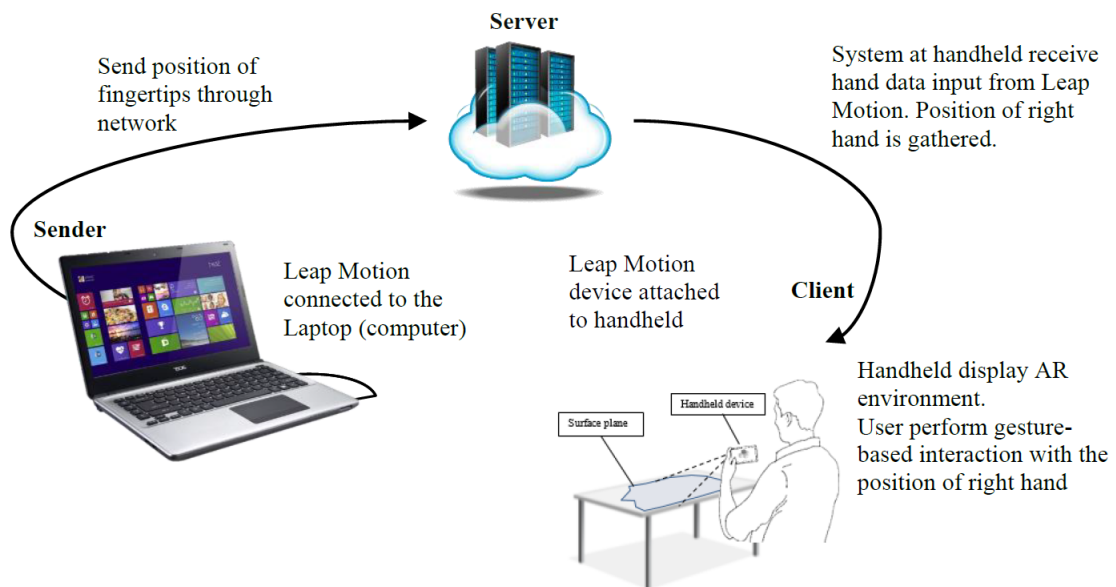 Server
Send position of
fingertips through
network
System at handheld receive
hand data input from Leap
Motion. Position of right
hand is gathered.
Sender
Leap Motion
connected to the
Laptop (computer)
Leap Motion
device attached
to handheld
Client
Handheld display AR
environment.
User perform gesture-
based interaction with the
position of right hand
Handheld device
Surface plane